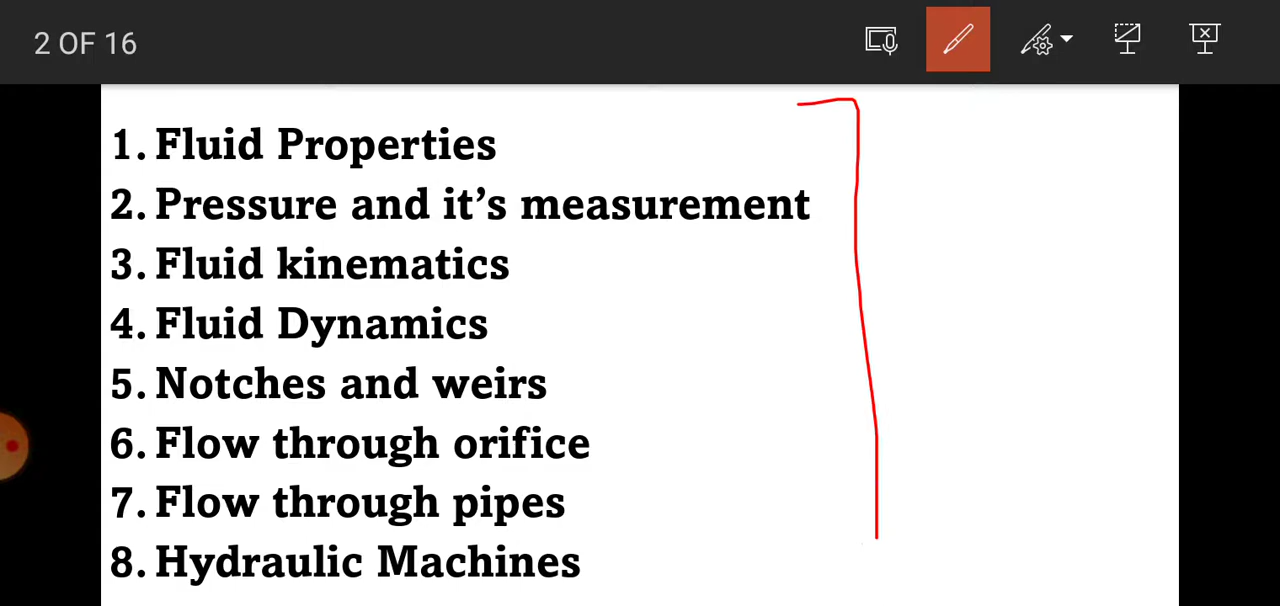 2 OF 16
1. Fluid Properties
2. Pressure and it's measurement
3. Fluid kinematics
4. Fluid Dynamics
5. Notches and weirs
6. Flow through orifice
7. Flow through pipes
8. Hydraulic Machines